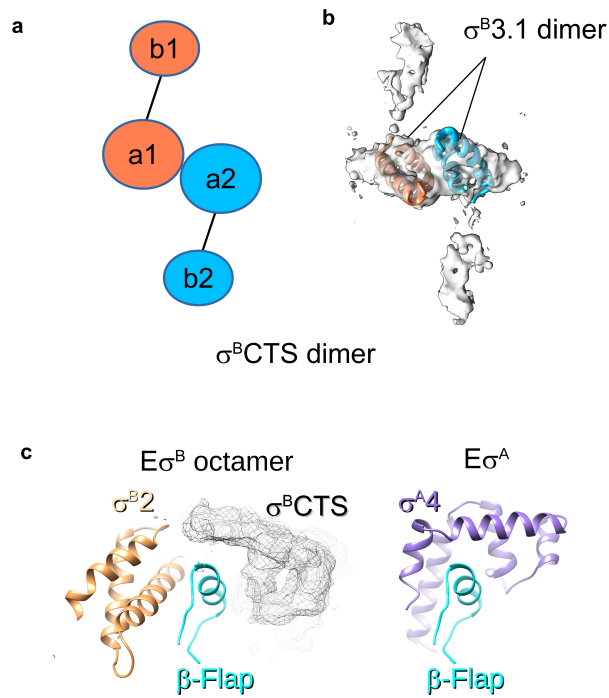 a
b1
a1
a2
b2
b
σᴮ3.1 dimer
σᴮCTS dimer
c
Eσᴮ octamer
Eσᴬ
σᴮ2
σᴮCTS
σᴬ4
β-Flap
β-Flap